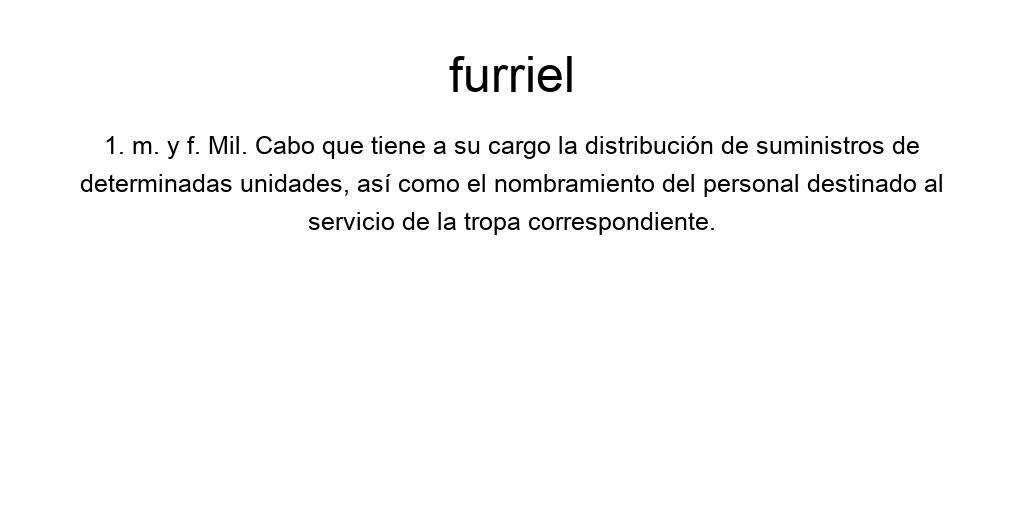 furriel
1. m. y f. Mil. Cabo que tiene a su cargo la distribución de suministros de
determinadas unidades, así como el nombramiento del personal destinado al
servicio de la tropa correspondiente.